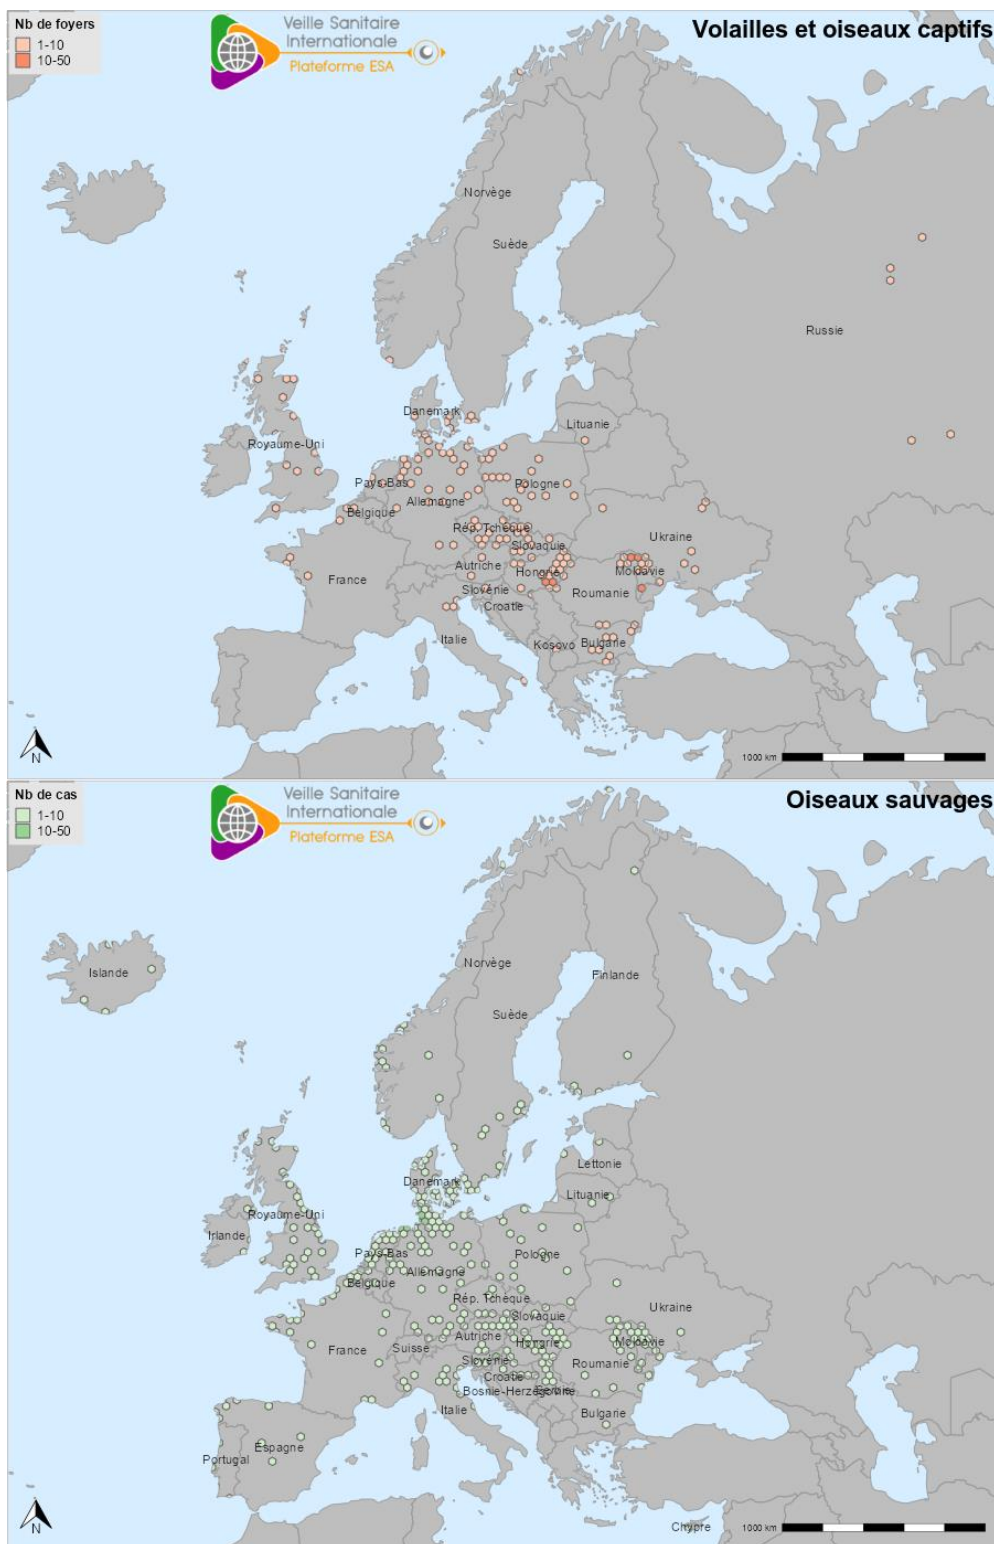 Nb de foyers
1-10
10-50
Veille Sanitaire
Internationale
Plateforme ESA
Volailles et oiseaux captifs
Norvège
Suède
Russie
Danemark
Lituanie
Royaume-Uni
Pays-Bas
Pologne
Allemagne
Belgique
Rép. Tchèque
Ukraine
Slovaquie
Autriche
Hongrie
Moldavie
France
Slovénie
Roumanie
Croatie
Italie
Kosovo
Bulgarie
N
1000 km
Nb de cas
1-10
10-50
Veille Sanitaire
Internationale
Plateforme ESA
Oiseaux sauvages
Norvège
Islande
Finlande
Suède
Lettonie
Danemark
Lituanie
Royaume-Uni
Irlande
Pays-Bas
Pologne
Allemagne
Belgique
Rép. Tchèque
Ukraine
Slovaquie
Autriche
Hongrie
Moldavie
France
Suisse
Slovénie
Roumanie
Croatie
Bosnie-Herzégovine
Italie
Bulgarie
Espagne
Portugal
Chypre
N
1000 km